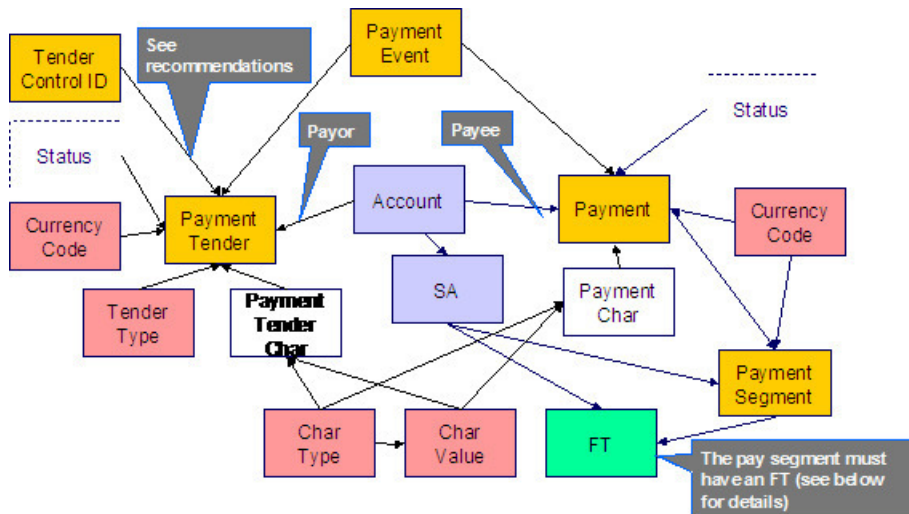 Payment
Event
See
recommendations
Tender
Control ID
Status
Status
Payor
Payee
Account
Payment
Tender
Payment
Currency
Code
Currency
Code
SA
Payment
Char
Tender
Type
Payment
Tender
Char
Payment
Segment
Char
Type
Char
Value
FT
The pay segment must
have an FT (see below
for details)